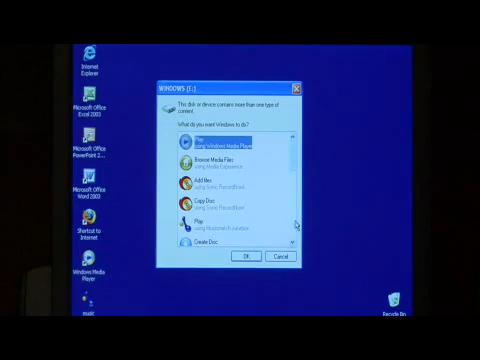 Internet
Explorer
Microsoft Office
Excel 2003
Microsoft Office
PowerPoint 2...
Microsoft Office
Word 2003
Shortcut to
Internet
Windows Media
Player
music
WINDOWS (E:)
This disk or device contains more than one type of
content.
What do you want Windows to do?
Play
using Windows Media Player
Browse Media Files
using Media Experience
Add files
using Sonic RecordNow!
Copy Disc
using Sonic RecordNow!
Play
using Musicmatch Jukebox
Create Disc
OK
Cancel
Recycle Bin